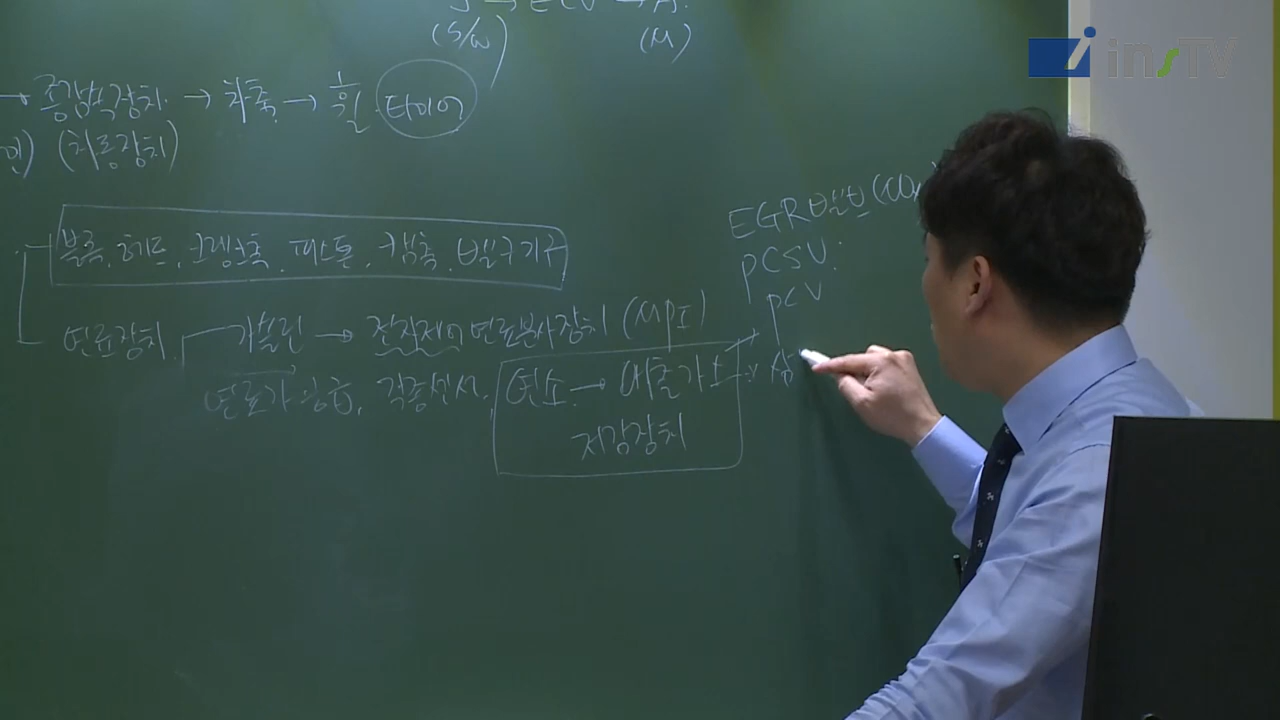 → ECU → A.
(S/W) (M)
→ 종감속장치 → 차축 → 휠 타이어
(차동장치)
블록, 헤드, 크랭크축, 피스톤, 캠축, 밸브기구
연료장치 가솔린 → 전자제어 연료분사장치 (MPI)
연료가 공급, 각종센서,
연소 → 배출가스
저감장치
EGR밸브
PCSV:
PCV
삼
insTV